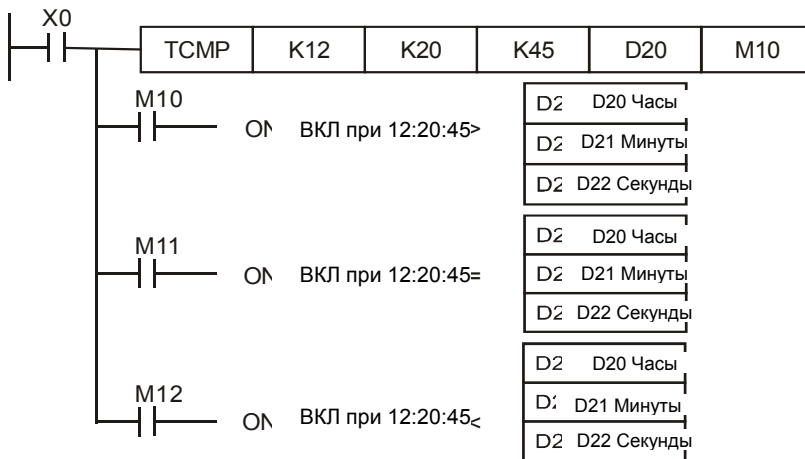 X0
TCMP K12 K20 K45 D20 M10
M10
ВКЛ при 12:20:45>
D20 Часы
D21 Минуты
D22 Секунды
M11
ВКЛ при 12:20:45=
D20 Часы
D21 Минуты
D22 Секунды
M12
ВКЛ при 12:20:45<
D20 Часы
D21 Минуты
D22 Секунды